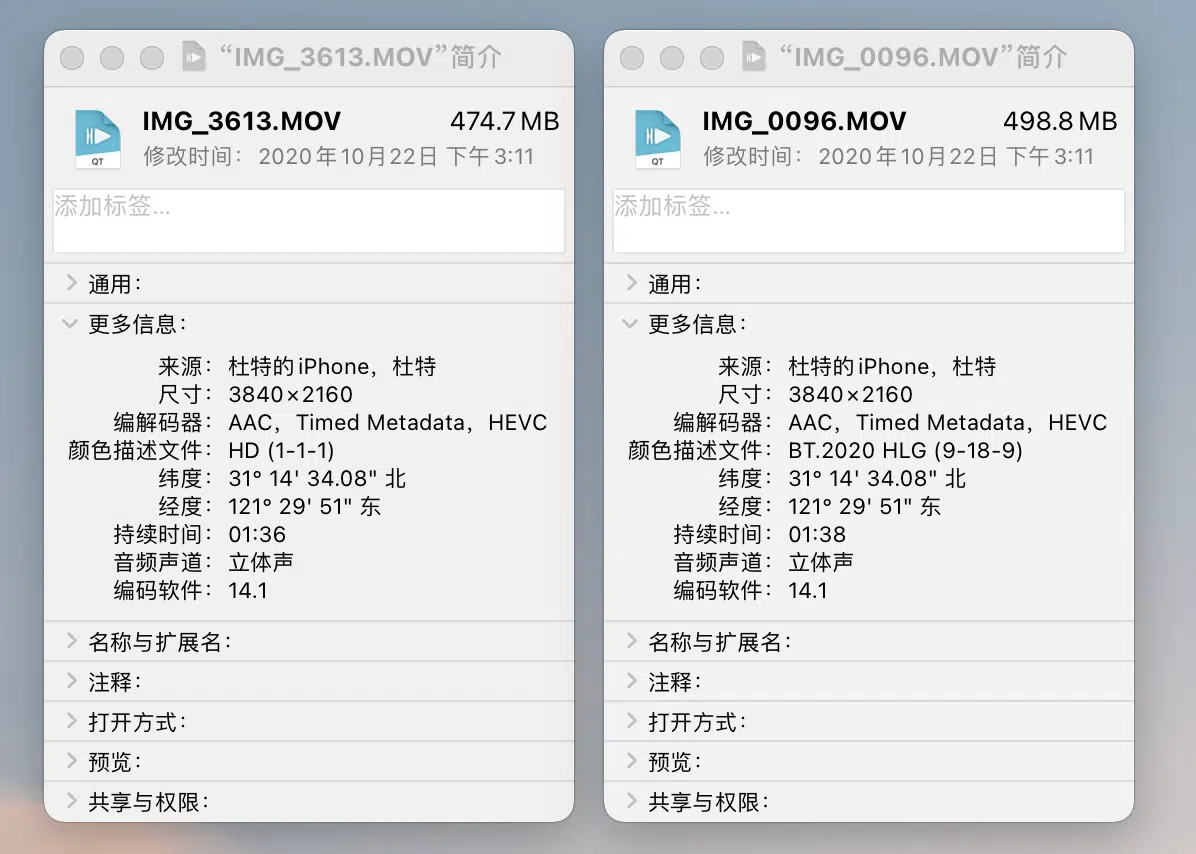 “IMG_3613.MOV”简介
IMG_3613.MOV 474.7 MB
修改时间： 2020年10月22日 下午3:11
QT
添加标签...
通用：
更多信息：
来源： 杜特的iPhone，杜特
尺寸： 3840×2160
编解码器： AAC，Timed Metadata，HEVC
颜色描述文件： HD (1-1-1)
纬度： 31° 14' 34.08" 北
经度： 121° 29' 51" 东
持续时间： 01:36
音频声道： 立体声
编码软件： 14.1
名称与扩展名：
注释：
打开方式：
预览：
共享与权限：
“IMG_0096.MOV”简介
IMG_0096.MOV 498.8 MB
修改时间： 2020年10月22日 下午3:11
QT
添加标签...
通用：
更多信息：
来源： 杜特的iPhone，杜特
尺寸： 3840×2160
编解码器： AAC，Timed Metadata，HEVC
颜色描述文件： BT.2020 HLG (9-18-9)
纬度： 31° 14' 34.08" 北
经度： 121° 29' 51" 东
持续时间： 01:38
音频声道： 立体声
编码软件： 14.1
名称与扩展名：
注释：
打开方式：
预览：
共享与权限：